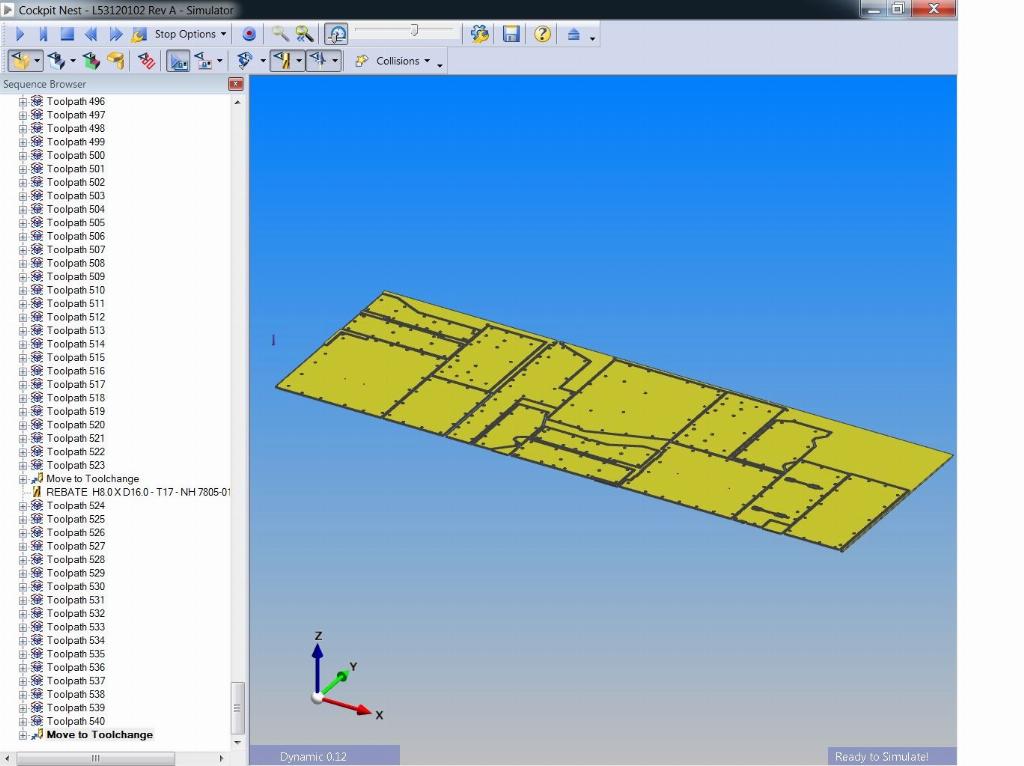 Cockpit Nest - L53120102 Rev A - Simulator
Stop Options
Collisions
Sequence Browser
Toolpath 496
Toolpath 497
Toolpath 498
Toolpath 499
Toolpath 500
Toolpath 501
Toolpath 502
Toolpath 503
Toolpath 504
Toolpath 505
Toolpath 506
Toolpath 507
Toolpath 508
Toolpath 509
Toolpath 510
Toolpath 511
Toolpath 512
Toolpath 513
Toolpath 514
Toolpath 515
Toolpath 516
Toolpath 517
Toolpath 518
Toolpath 519
Toolpath 520
Toolpath 521
Toolpath 522
Toolpath 523
Move to Toolchange
REBATE H8.0 X D16.0 - T17 - NH 7805-01
Toolpath 524
Toolpath 525
Toolpath 526
Toolpath 527
Toolpath 528
Toolpath 529
Toolpath 530
Toolpath 531
Toolpath 532
Toolpath 533
Toolpath 534
Toolpath 535
Toolpath 536
Toolpath 537
Toolpath 538
Toolpath 539
Toolpath 540
Move to Toolchange
Z
Y
X
Dynamic 0.12
Ready to Simulate!